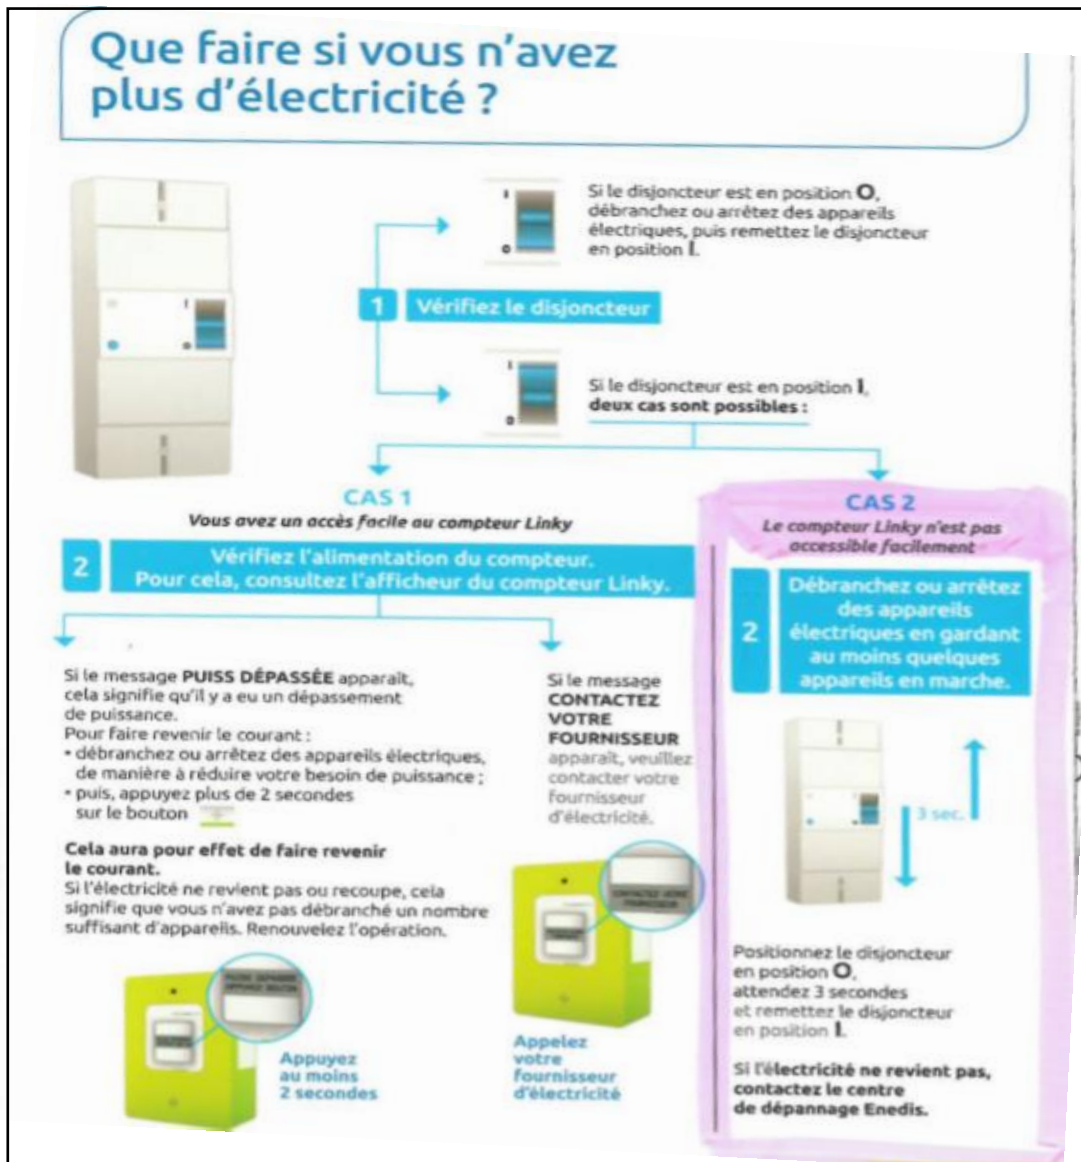 Que faire si vous n'avez
plus d'électricité ?
I
O
I
O
Si le disjoncteur est en position O,
débranchez ou arrêtez des appareils
électriques, puis remettez le disjoncteur
en position I.
1 Vérifiez le disjoncteur
I
O
Si le disjoncteur est en position I,
deux cas sont possibles :
CAS 1
Vous avez un accès facile au compteur Linky
2
Vérifiez l'alimentation du compteur.
Pour cela, consultez l'afficheur du compteur Linky.
Si le message PUISS DÉPASSÉE apparaît,
cela signifie qu'il y a eu un dépassement
de puissance.
Pour faire revenir le courant :
• débranchez ou arrêtez des appareils électriques,
de manière à réduire votre besoin de puissance ;
• puis, appuyez plus de 2 secondes
sur le bouton
Cela aura pour effet de faire revenir
le courant.
Si l'électricité ne revient pas ou recoupe, cela
signifie que vous n'avez pas débranché un nombre
suffisant d'appareils. Renouvelez l'opération.
Appuyez
au moins
2 secondes
Si le message
CONTACTEZ
VOTRE
FOURNISSEUR
apparaît, veuillez
contacter votre
fournisseur
d'électricité.
CONTACTEZ VOTRE
FOURNISSEUR
Appelez
votre
fournisseur
d'électricité
CAS 2
Le compteur Linky n'est pas
accessible facilement
2
Débranchez ou arrêtez
des appareils
électriques en gardant
au moins quelques
appareils en marche.
3 sec.
Positionnez le disjoncteur
en position O,
attendez 3 secondes
et remettez le disjoncteur
en position I.
Si l'électricité ne revient pas,
contactez le centre
de dépannage Enedis.